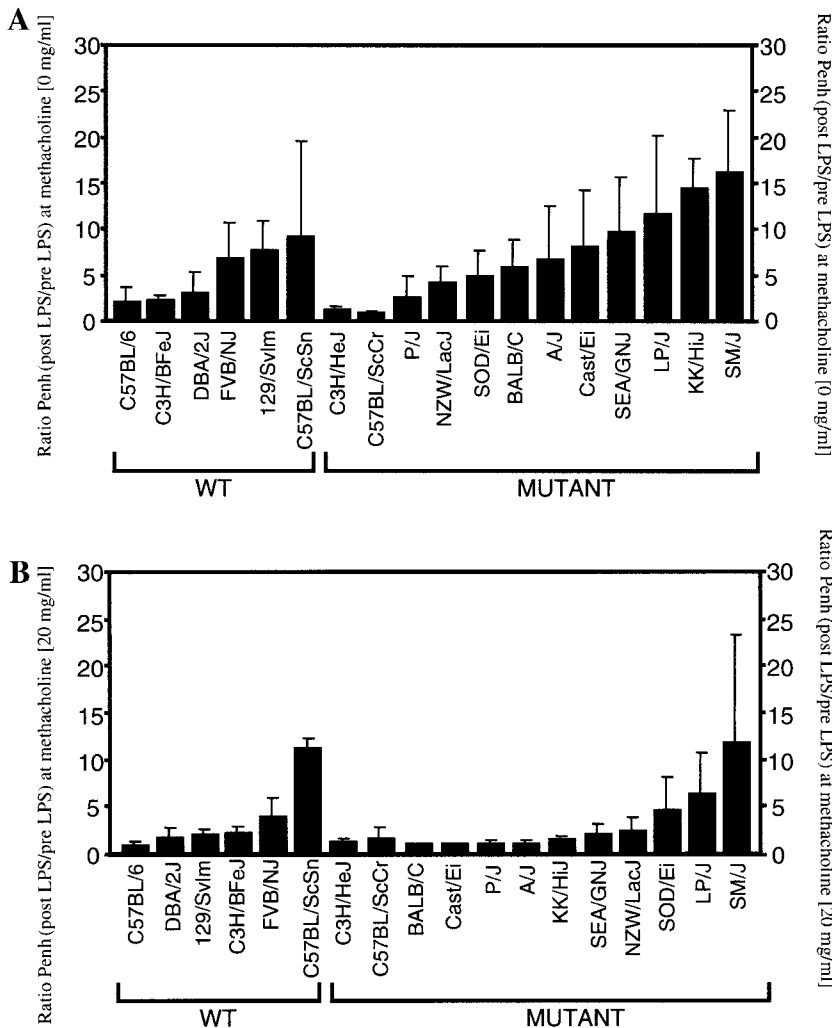 A
Ratio Penh (post LPS/pre LPS) at methacholine [0 mg/ml]
30
25
20
15
10
5
0
30
25
20
15
10
5
0
Ratio Penh (post LPS/pre LPS) at methacholine [0 mg/ml]
C57BL/6
C3H/BFeJ
DBA/2J
FVB/NJ
129/SvIm
C57BL/ScSn
C3H/HeJ
C57BL/ScCr
P/J
NZW/LacJ
SOD/Ei
BALB/C
A/J
Cast/Ei
SEA/GNJ
LP/J
KK/HiJ
SM/J
WT
MUTANT
B
Ratio Penh (post LPS/pre LPS) at methacholine [20 mg/ml]
30
25
20
15
10
5
0
30
25
20
15
10
5
0
Ratio Penh (post LPS/pre LPS) at methacholine [20 mg/ml]
C57BL/6
DBA/2J
129/SvIm
C3H/BFeJ
FVB/NJ
C57BL/ScSn
C3H/HeJ
C57BL/ScCr
BALB/C
Cast/Ei
P/J
A/J
KK/HiJ
SEA/GNJ
NZW/LacJ
SOD/Ei
LP/J
SM/J
WT
MUTANT